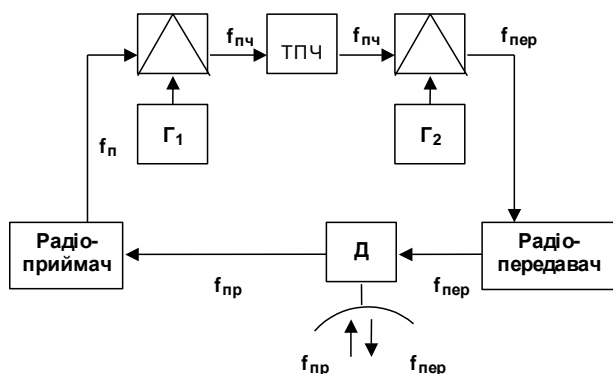 fпч
fпч
fпер
ТПЧ
Г1
Г2
fп
Радіо-
приймач
Д
Радіо-
передавач
fпр
fпер
fпр
fпер